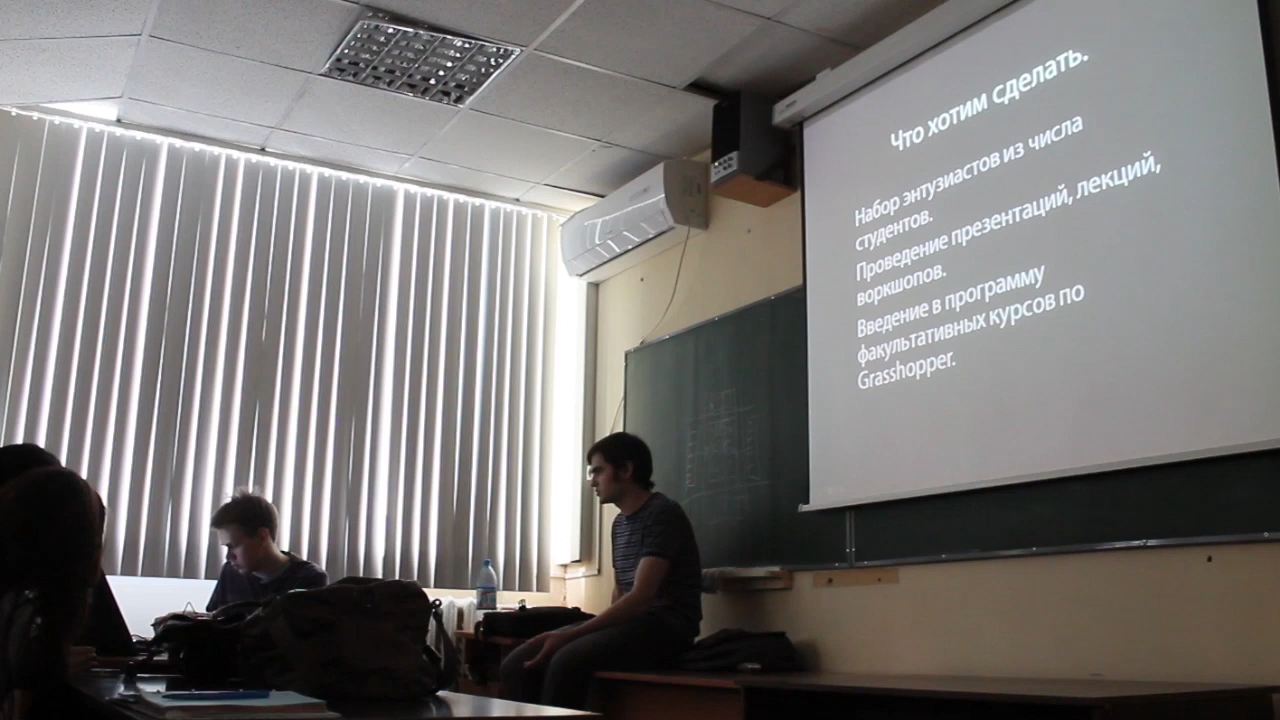 Что хотим сделать.
Набор энтузиастов из числа
студентов.
Проведение презентаций, лекций,
воркшопов.
Введение в программу
факультативных курсов по
Grasshopper.